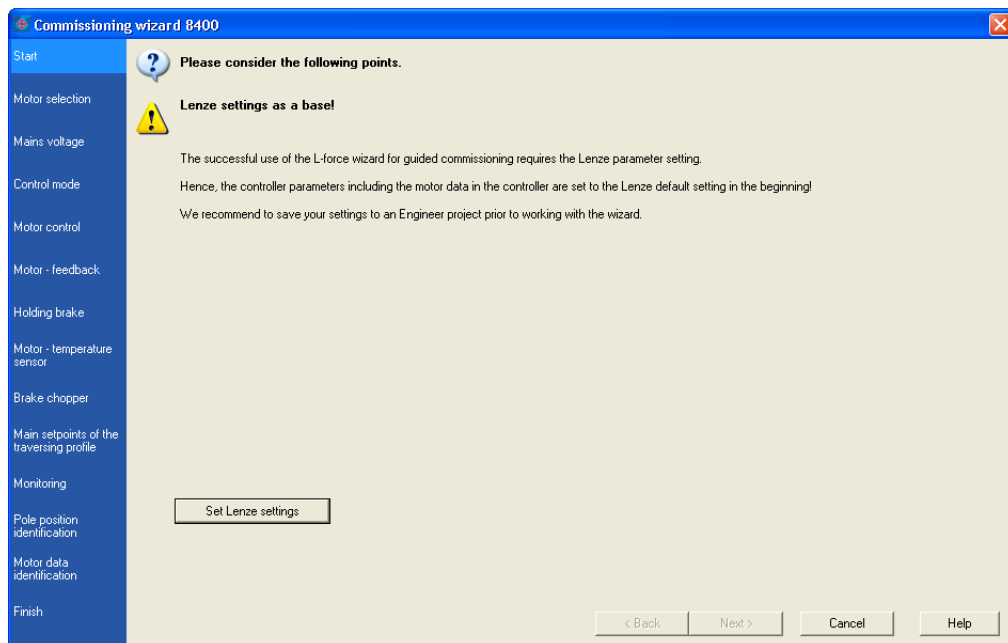 Commissioning wizard 8400
Start
Motor selection
Mains voltage
Control mode
Motor control
Motor - feedback
Holding brake
Motor - temperature
sensor
Brake chopper
Main setpoints of the
traversing profile
Monitoring
Pole position
identification
Motor data
identification
Finish
Please consider the following points.
Lenze settings as a base!
The successful use of the L-force wizard for guided commissioning requires the Lenze parameter setting.
Hence, the controller parameters including the motor data in the controller are set to the Lenze default setting in the beginning!
We recommend to save your settings to an Engineer project prior to working with the wizard.
Set Lenze settings
< Back
Next >
Cancel
Help